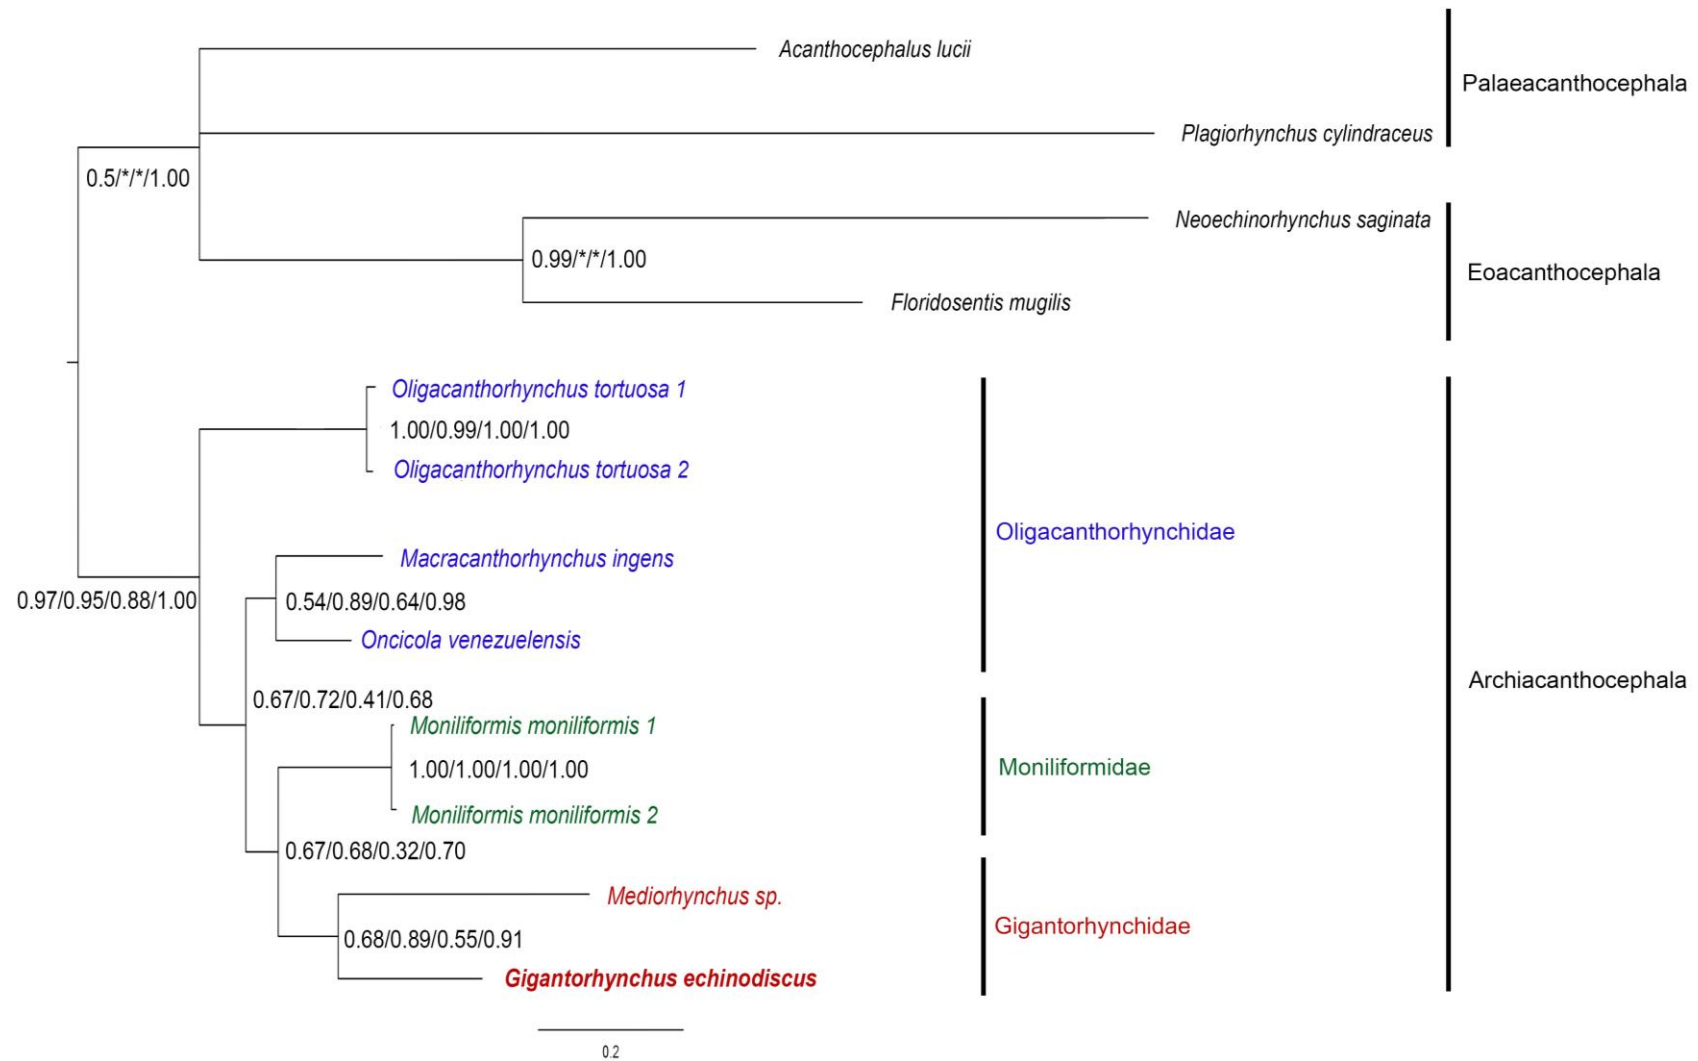 Acanthocephalus lucii
Palaeacanthocephala
Plagiorhynchus cylindraceus
0.5/*/*/1.00
Neoechinorhynchus saginata
0.99/*/*/1.00
Eoacanthocephala
Floridosentis mugilis
Oligacanthorhynchus tortuosa 1
1.00/0.99/1.00/1.00
Oligacanthorhynchus tortuosa 2
Oligacanthorhynchidae
Macracanthorhynchus ingens
0.97/0.95/0.88/1.00
0.54/0.89/0.64/0.98
Oncicola venezuelensis
Archiacanthocephala
0.67/0.72/0.41/0.68
Moniliformis moniliformis 1
1.00/1.00/1.00/1.00
Moniliformidae
Moniliformis moniliformis 2
0.67/0.68/0.32/0.70
Mediorhynchus sp.
Gigantorhynchidae
0.68/0.89/0.55/0.91
Gigantorhynchus echinodiscus
0.2